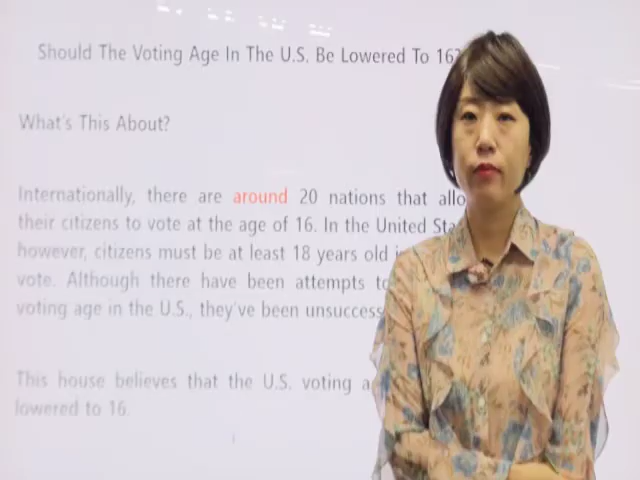 Should The Voting Age In The U.S. Be Lowered To 16?
What's This About?
Internationally, there are around 20 nations that allo
their citizens to vote at the age of 16. In the United Sta
however, citizens must be at least 18 years old i
vote. Although there have been attempts to
voting age in the U.S., they've been unsuccess
This house believes that the U.S. voting a
lowered to 16.